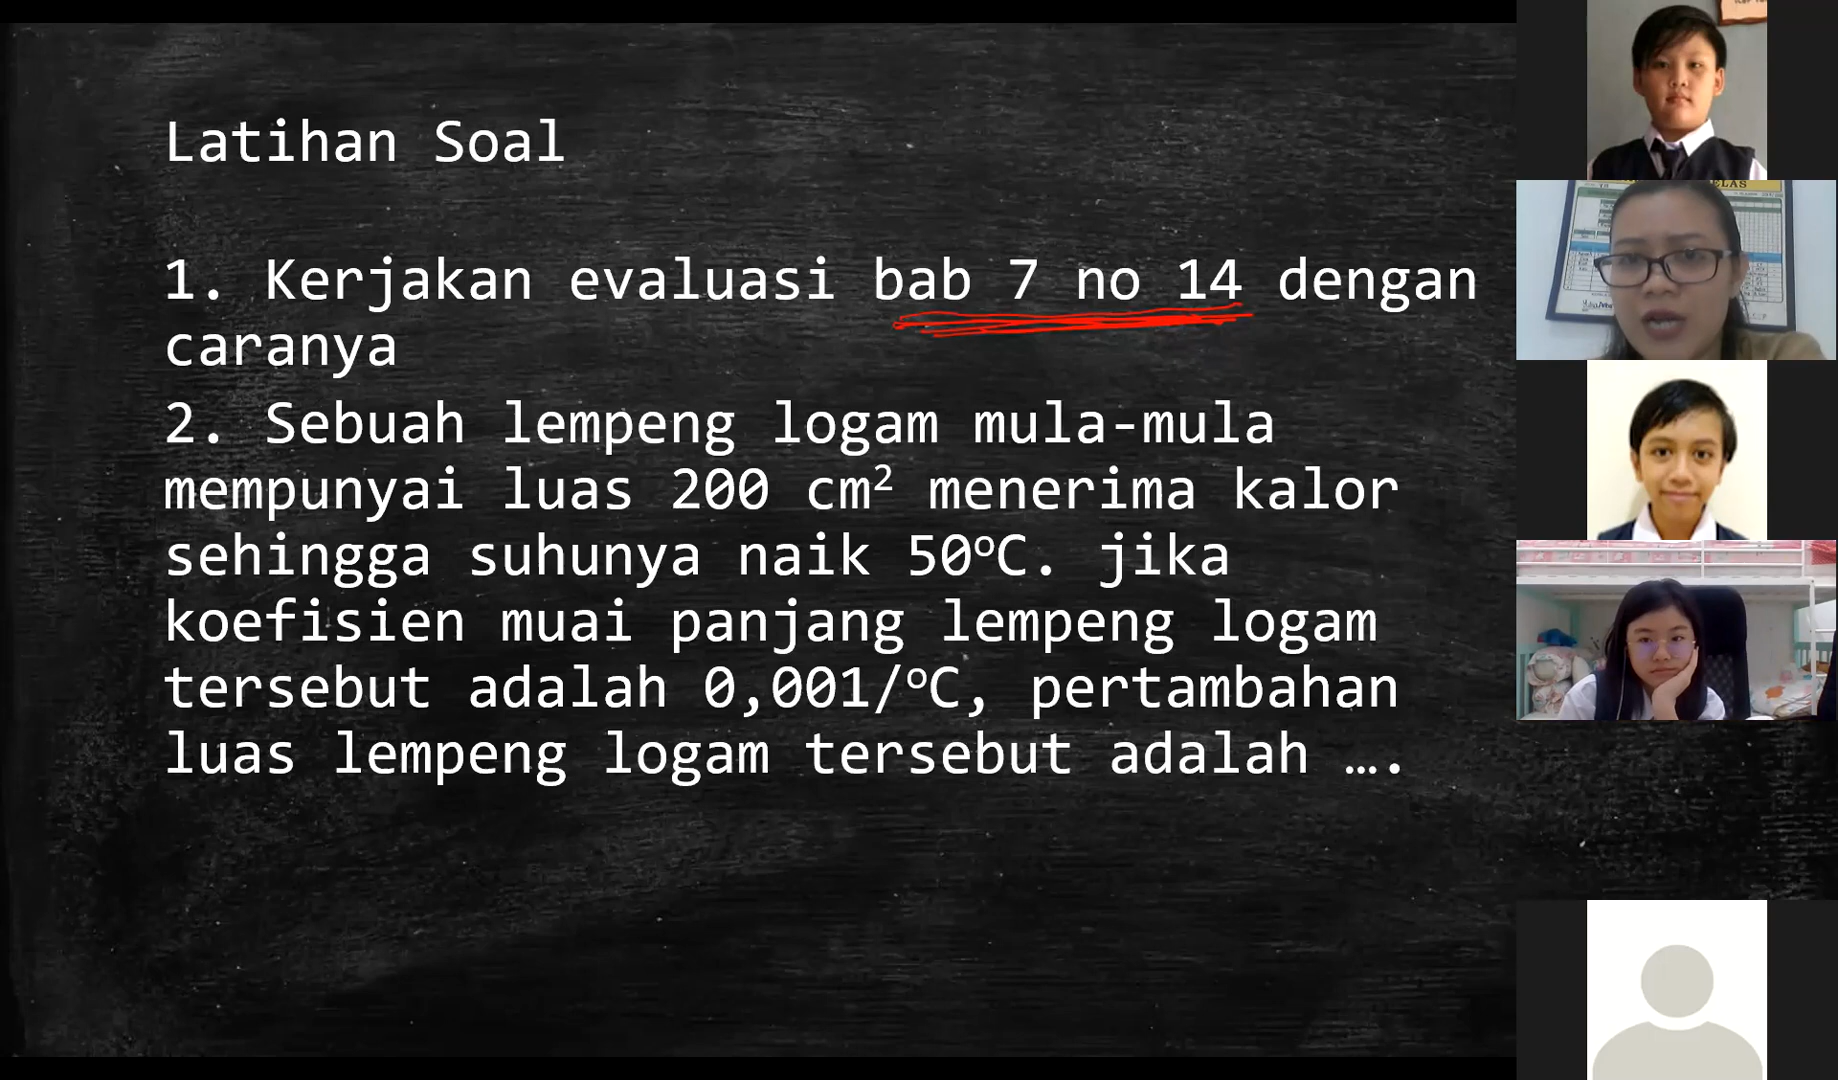 Latihan Soal
1. Kerjakan evaluasi bab 7 no 14 dengan
caranya
2. Sebuah lempeng logam mula-mula
mempunyai luas 200 cm² menerima kalor
sehingga suhunya naik 50ºC. jika
koefisien muai panjang lempeng logam
tersebut adalah 0,001/ºC, pertambahan
luas lempeng logam tersebut adalah ….